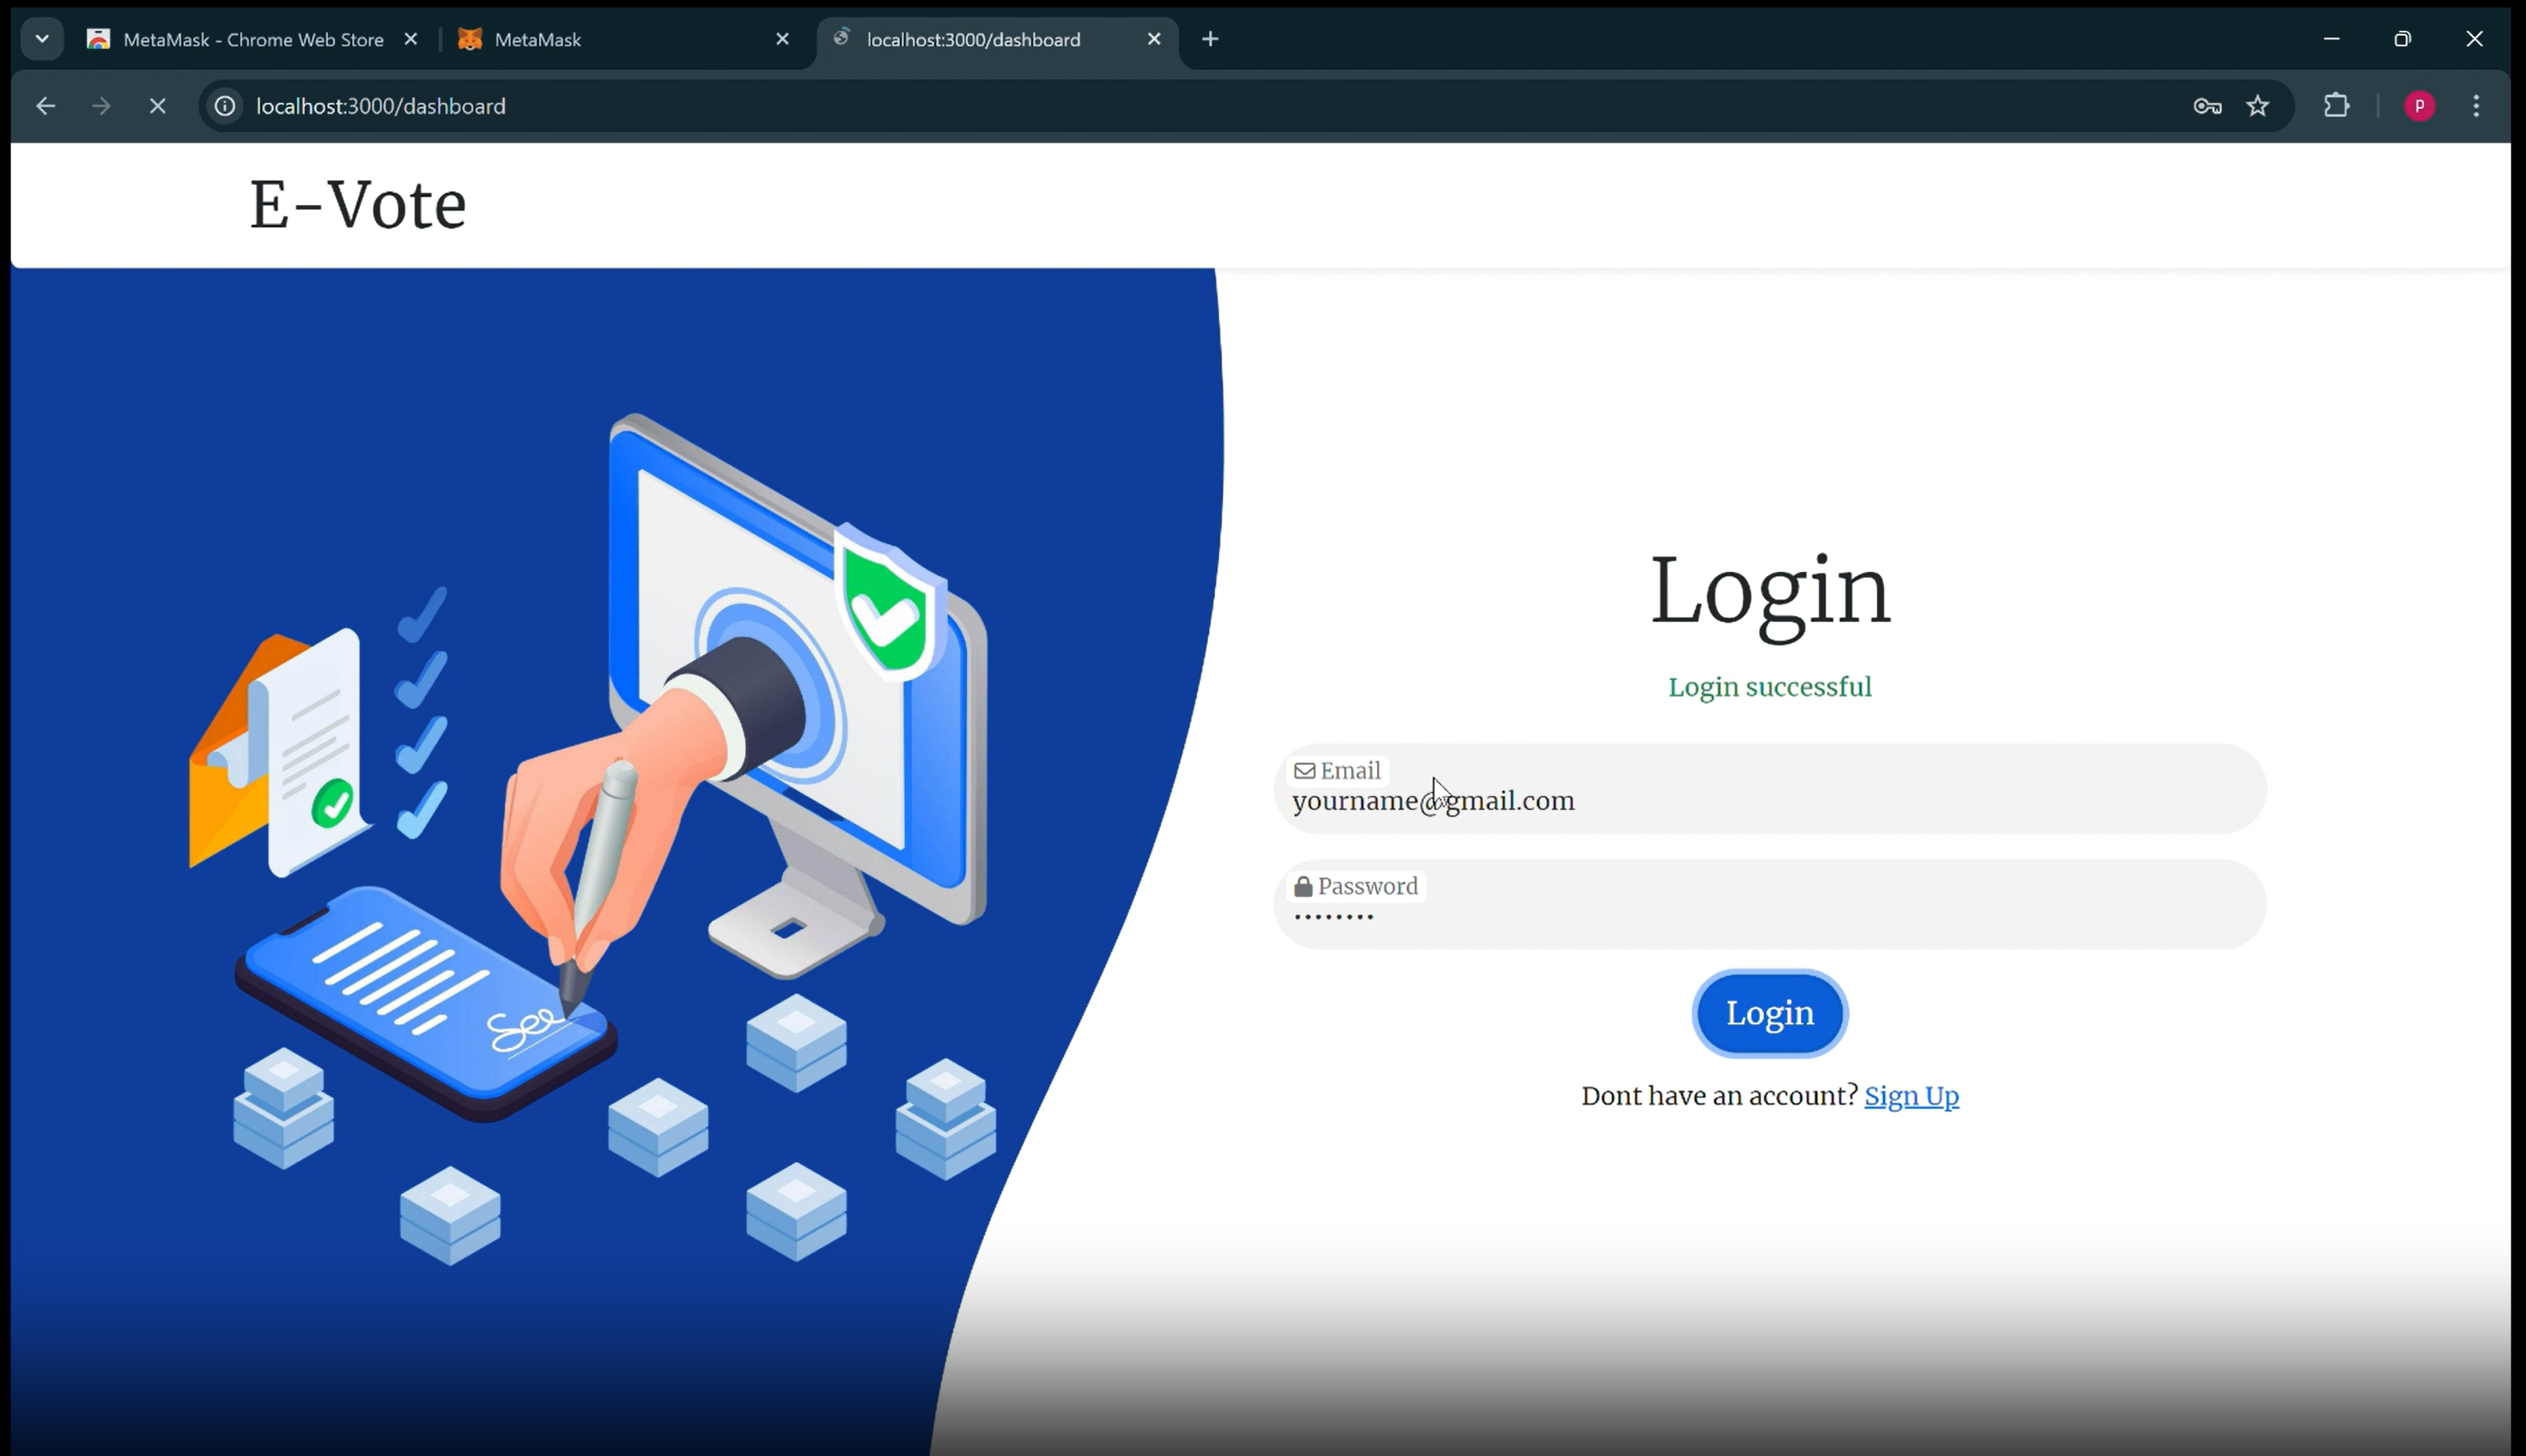 MetaMask - Chrome Web Store
MetaMask
localhost:3000/dashboard
localhost:3000/dashboard
P
E-Vote
Login
Login successful
Email
yourname@gmail.com
Password
••••••••
Login
Dont have an account? Sign Up
See